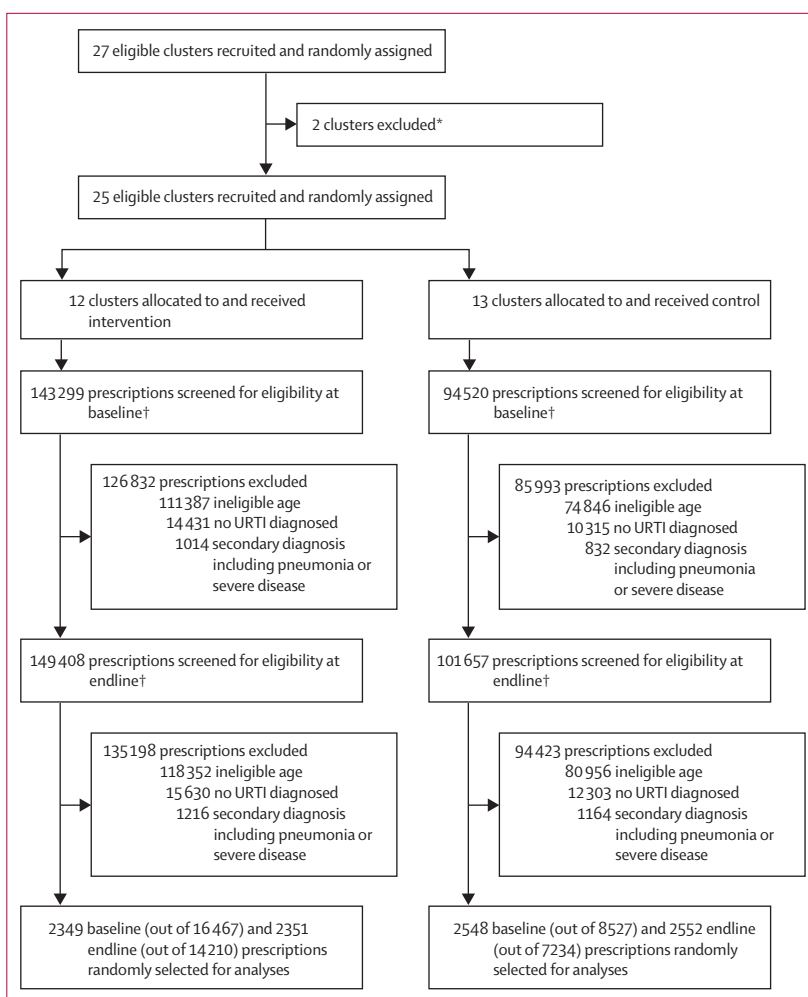 27 eligible clusters recruited and randomly assigned
2 clusters excluded*
25 eligible clusters recruited and randomly assigned
12 clusters allocated to and received
intervention
13 clusters allocated to and received control
143 299 prescriptions screened for eligibility at
baseline†
94 520 prescriptions screened for eligibility at
baseline†
126 832 prescriptions excluded
111 387 ineligible age
14 431 no URTI diagnosed
1014 secondary diagnosis
including pneumonia or
severe disease
85 993 prescriptions excluded
74 846 ineligible age
10 315 no URTI diagnosed
832 secondary diagnosis
including pneumonia
or severe disease
149 408 prescriptions screened for eligibility at
endline†
101 657 prescriptions screened for eligibility at
endline†
135 198 prescriptions excluded
118 352 ineligible age
15 630 no URTI diagnosed
1216 secondary diagnosis
including pneumonia or
severe disease
94 423 prescriptions excluded
80 956 ineligible age
12 303 no URTI diagnosed
1164 secondary diagnosis
including pneumonia or
severe disease
2349 baseline (out of 16 467) and 2351
endline (out of 14 210) prescriptions
randomly selected for analyses
2548 baseline (out of 8527) and 2552 endline
(out of 7234) prescriptions randomly
selected for analyses